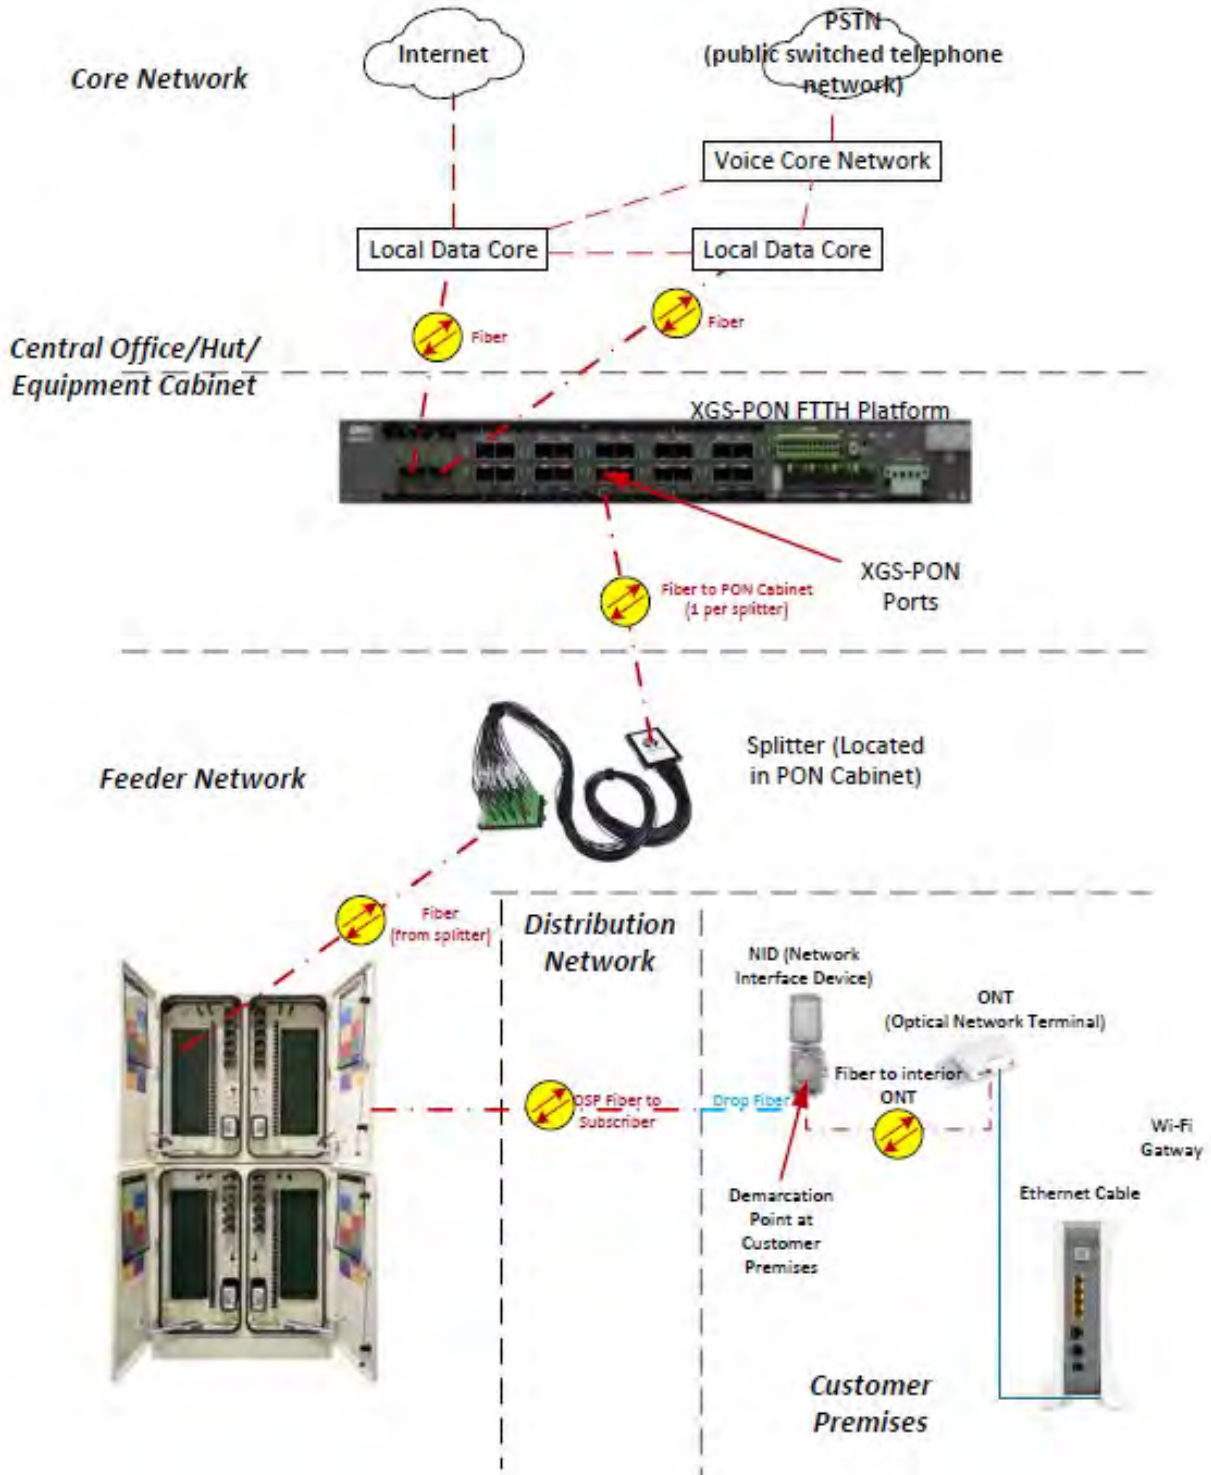 Internet
PSTN
(public switched telephone
network)
Core Network
Voice Core Network
Local Data Core
Local Data Core
Fiber
Fiber
Central Office/Hut/
Equipment Cabinet
XGS-PON FTTH Platform
XGS-PON
Ports
Fiber to PON Cabinet
(1 per splitter)
Splitter (Located
in PON Cabinet)
Feeder Network
Fiber
(from splitter)
Distribution
Network
NID (Network
Interface Device)
ONT
(Optical Network Terminal)
Fiber to interior
ONT
OSP Fiber to
Subscriber
Drop Fiber
Wi-Fi
Gatway
Ethernet Cable
Demarcation
Point at
Customer
Premises
Customer
Premises